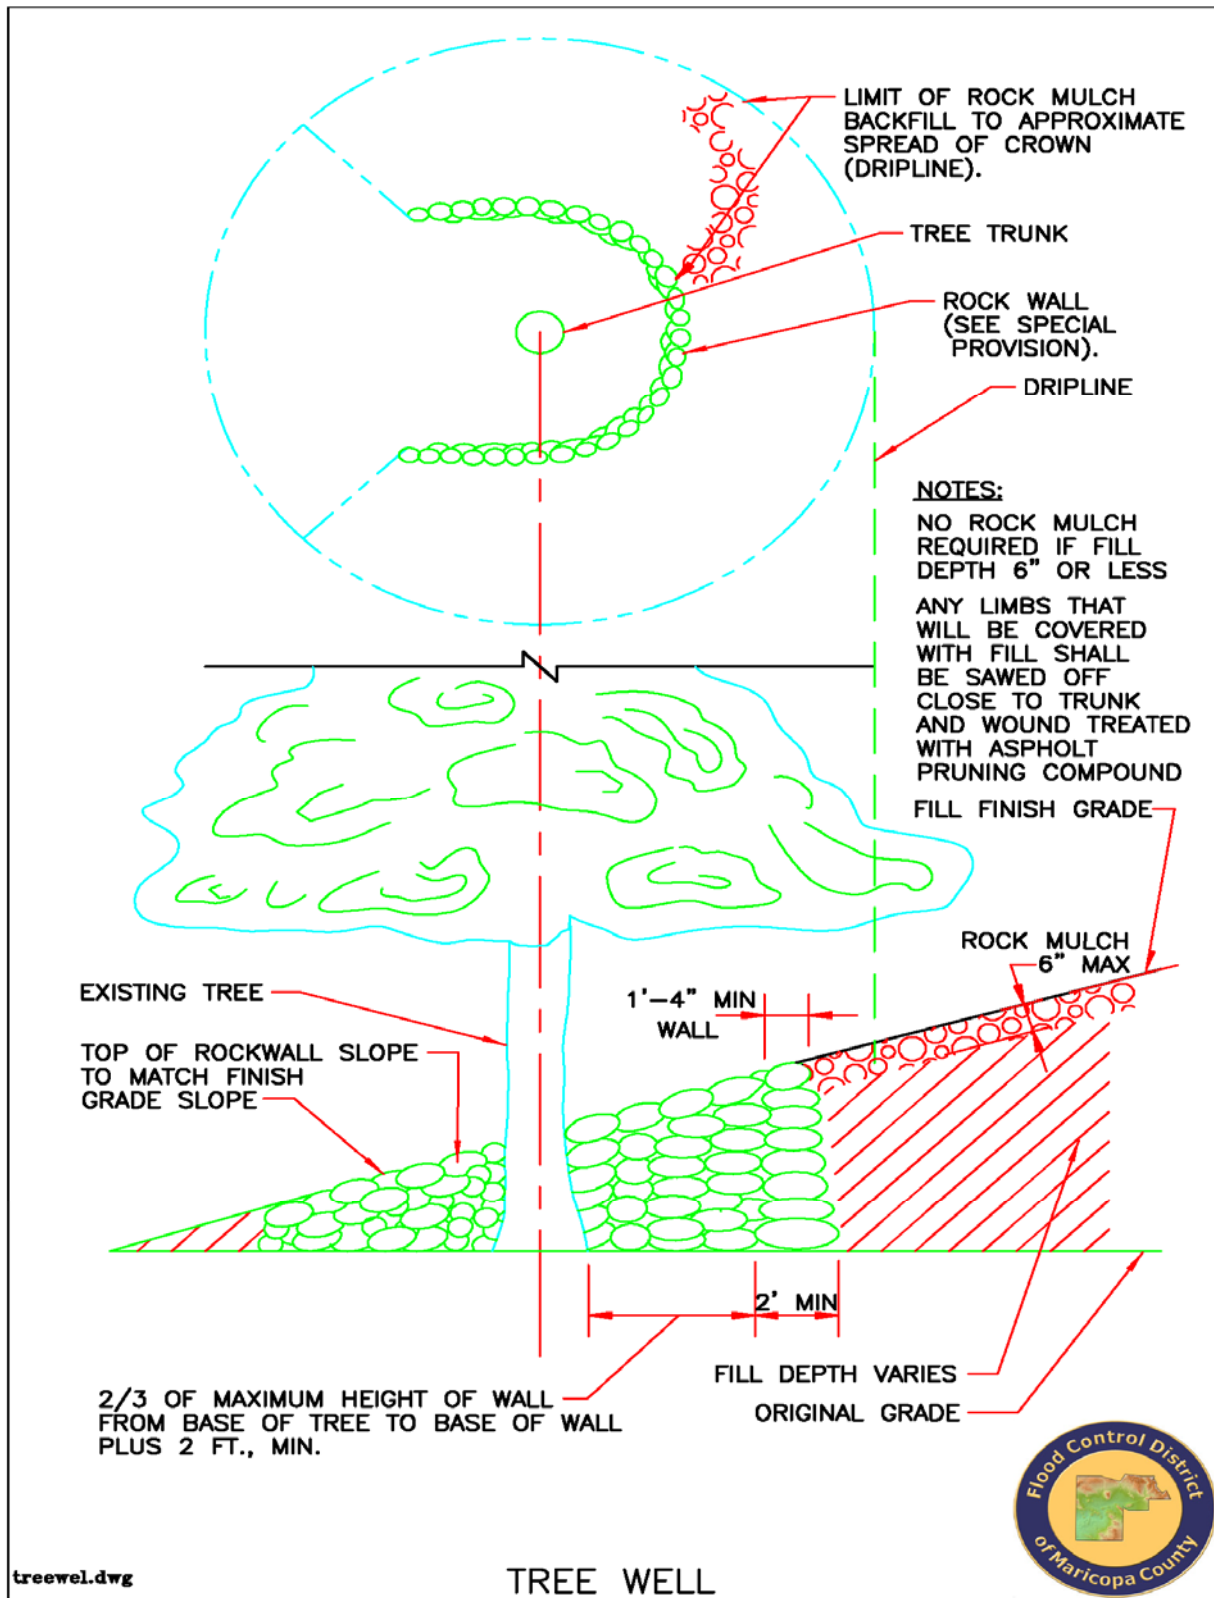 LIMIT OF ROCK MULCH
BACKFILL TO APPROXIMATE
SPREAD OF CROWN
(DRIPLINE).
TREE TRUNK
ROCK WALL
(SEE SPECIAL
PROVISION).
DRIPLINE
NOTES:
NO ROCK MULCH
REQUIRED IF FILL
DEPTH 6" OR LESS
ANY LIMBS THAT
WILL BE COVERED
WITH FILL SHALL
BE SAWED OFF
CLOSE TO TRUNK
AND WOUND TREATED
WITH ASPHOLT
PRUNING COMPOUND
FILL FINISH GRADE
ROCK MULCH
6" MAX
EXISTING TREE
1'-4" MIN
WALL
TOP OF ROCKWALL SLOPE
TO MATCH FINISH
GRADE SLOPE
2' MIN
FILL DEPTH VARIES
2/3 OF MAXIMUM HEIGHT OF WALL
FROM BASE OF TREE TO BASE OF WALL
PLUS 2 FT., MIN.
ORIGINAL GRADE
Flood Control District
of Maricopa County
treewel.dwg
TREE WELL